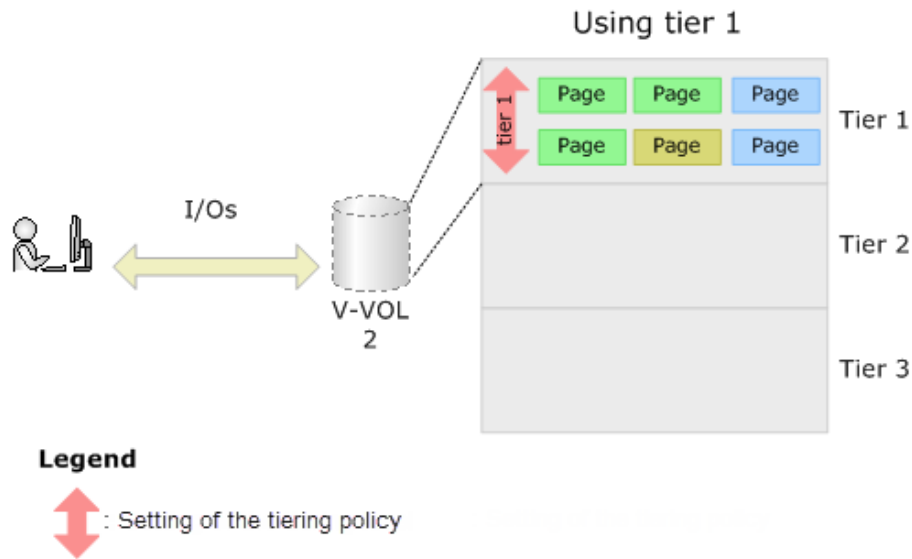 Using tier 1
tier 1
Page Page Page
Page Page Page
Tier 1
Tier 2
Tier 3
I/Os
V-VOL
2
Legend
: Setting of the tiering policy